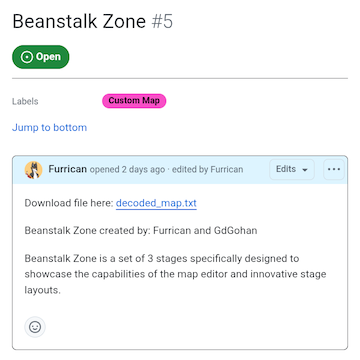 Beanstalk Zone #5
Open
Labels
Custom Map
Jump to bottom
Furrican opened 2 days ago · edited by Furrican
Edits
Download file here: decoded_map.txt
Beanstalk Zone created by: Furrican and GdGohan
Beanstalk Zone is a set of 3 stages specifically designed to
showcase the capabilities of the map editor and innovative stage
layouts.